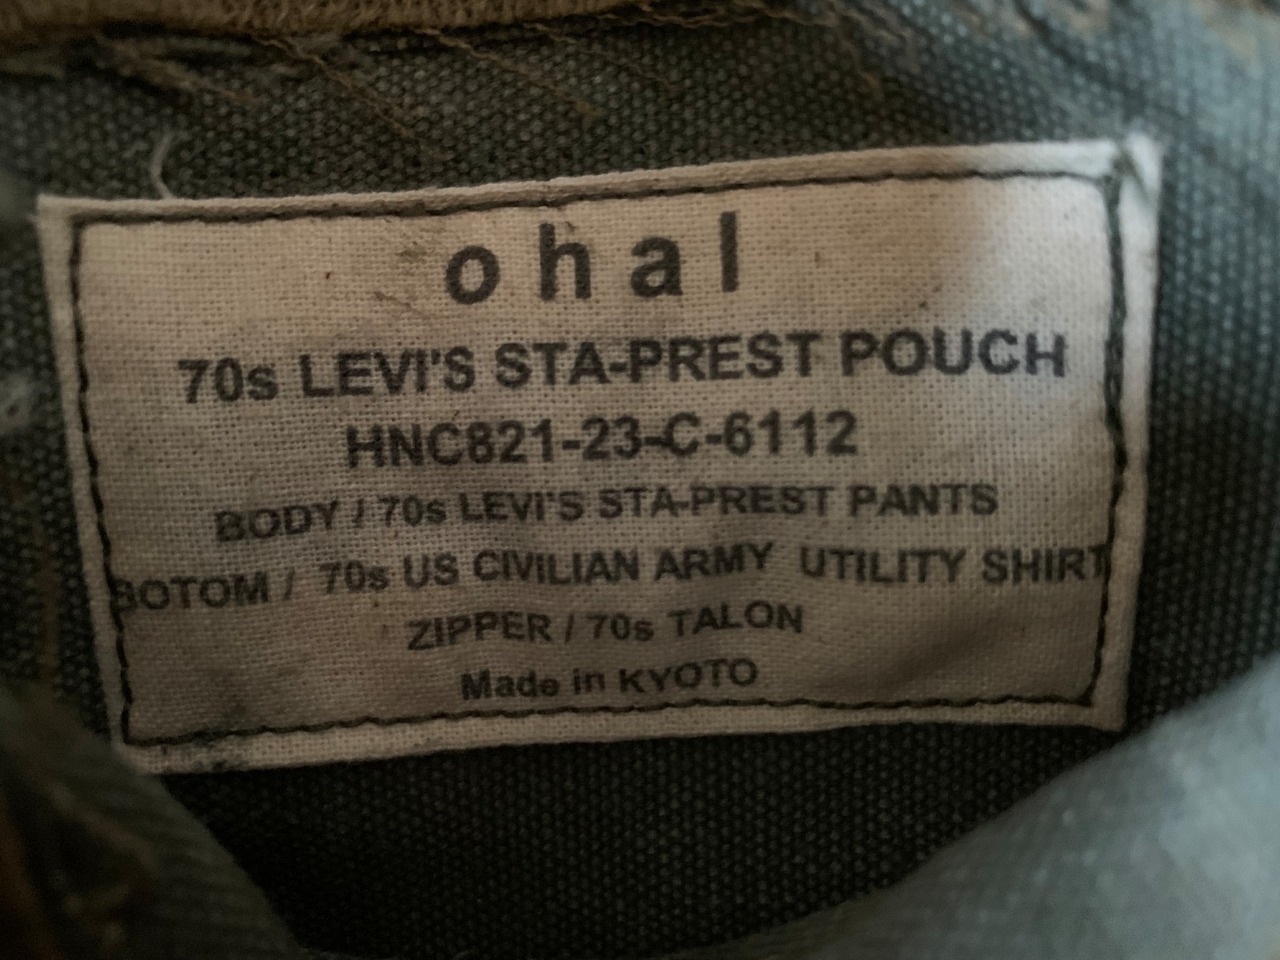 ohal
70s LEVI'S STA-PREST POUCH
HNC821-23-C-6112
BODY / 70s LEVI'S STA-PREST PANTS
BOTOM / 70s US CIVILIAN ARMY UTILITY SHIRT
ZIPPER / 70s TALON
Made in KYOTO